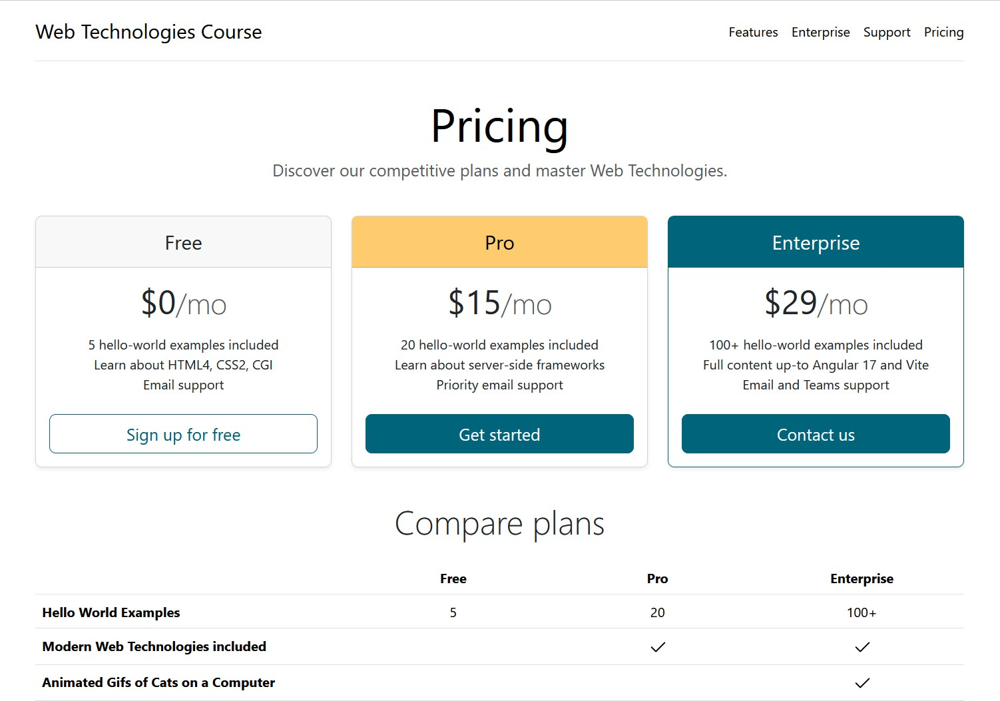 Web Technologies Course
Features Enterprise Support Pricing
Pricing
Discover our competitive plans and master Web Technologies.
Free
$0/mo
5 hello-world examples included
Learn about HTML4, CSS2, CGI
Email support
Sign up for free
Pro
$15/mo
20 hello-world examples included
Learn about server-side frameworks
Priority email support
Get started
Enterprise
$29/mo
100+ hello-world examples included
Full content up-to Angular 17 and Vite
Email and Teams support
Contact us
Compare plans
Free Pro Enterprise
Hello World Examples 5 20 100+
Modern Web Technologies included
Animated Gifs of Cats on a Computer